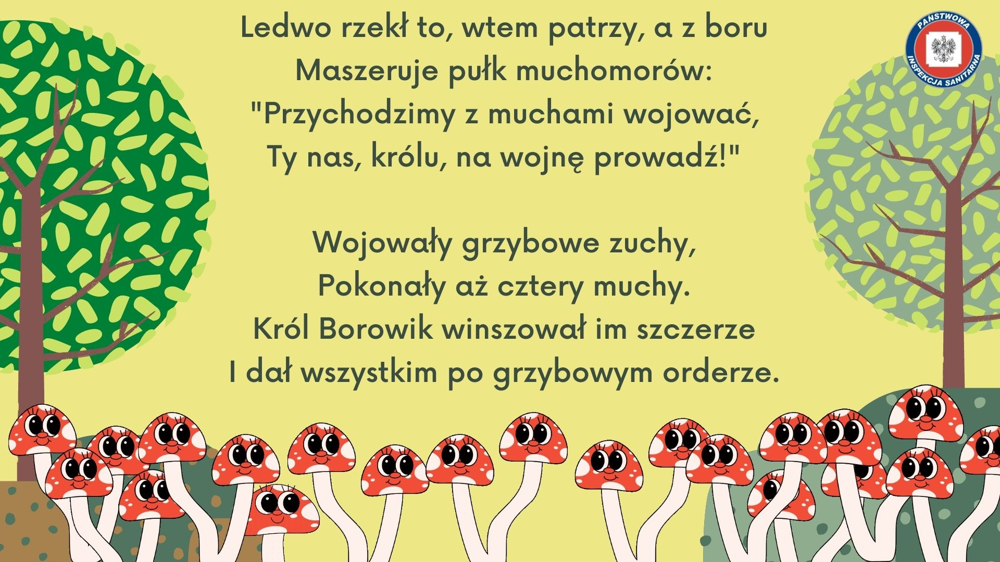 Ledwo rzekł to, wtem patrzy, a z boru
Maszeruje pułk muchomorów:
"Przychodzimy z muchami wojować,
Ty nas, królu, na wojnę prowadź!"
Wojowały grzybowe zuchy,
Pokonały aż cztery muchy.
Król Borowik winszował im szczerze
I dał wszystkim po grzybowym orderze.
PAŃSTWOWA
INSPEKCJA SANITARNA